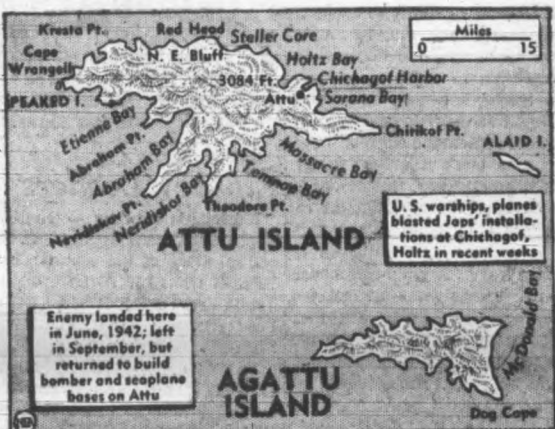 Kresta Pt.
Red Head
Steller Core
Cape
Wrangell
N. E. Bluff
Holtz Bay
3084 Ft.
Chichagof Harbor
Attu
Sarana Bay
PEAKED I.
Etienne Bay
Abraham Pt.
Abraham Bay
Nevidiskov Pt.
Nevidiskov Bay
Theodore Pt.
Temnac Bay
Massacre Bay
Chirikof Pt.
ALAID I.
Miles
0 15
ATTU ISLAND
U. S. warships, planes
blasted Japs' installa-
tions at Chichagof,
Holtz in recent weeks
Enemy landed here
in June, 1942; left
in September, but
returned to build
bomber and seaplane
bases on Attu
AGATTU
ISLAND
McDonald Bay
Dog Cape
NEA